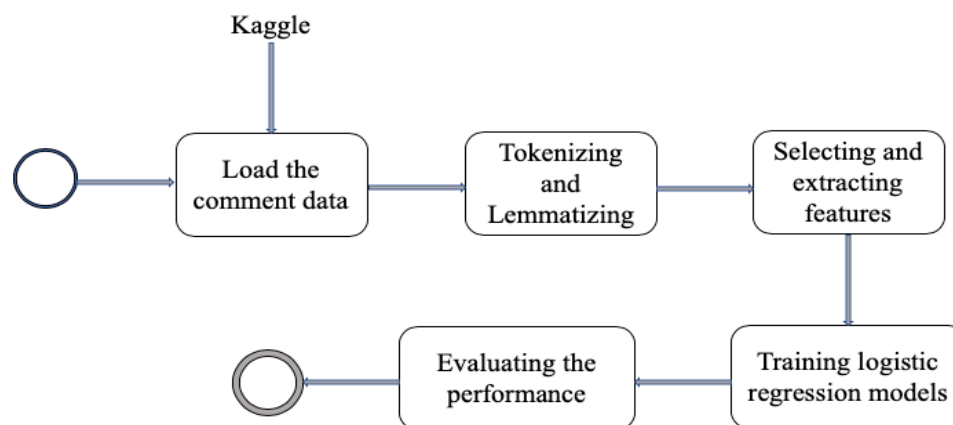 Kaggle
Load the
comment data
Tokenizing
and
Lemmatizing
Selecting and
extracting
features
Training logistic
regression models
Evaluating the
performance